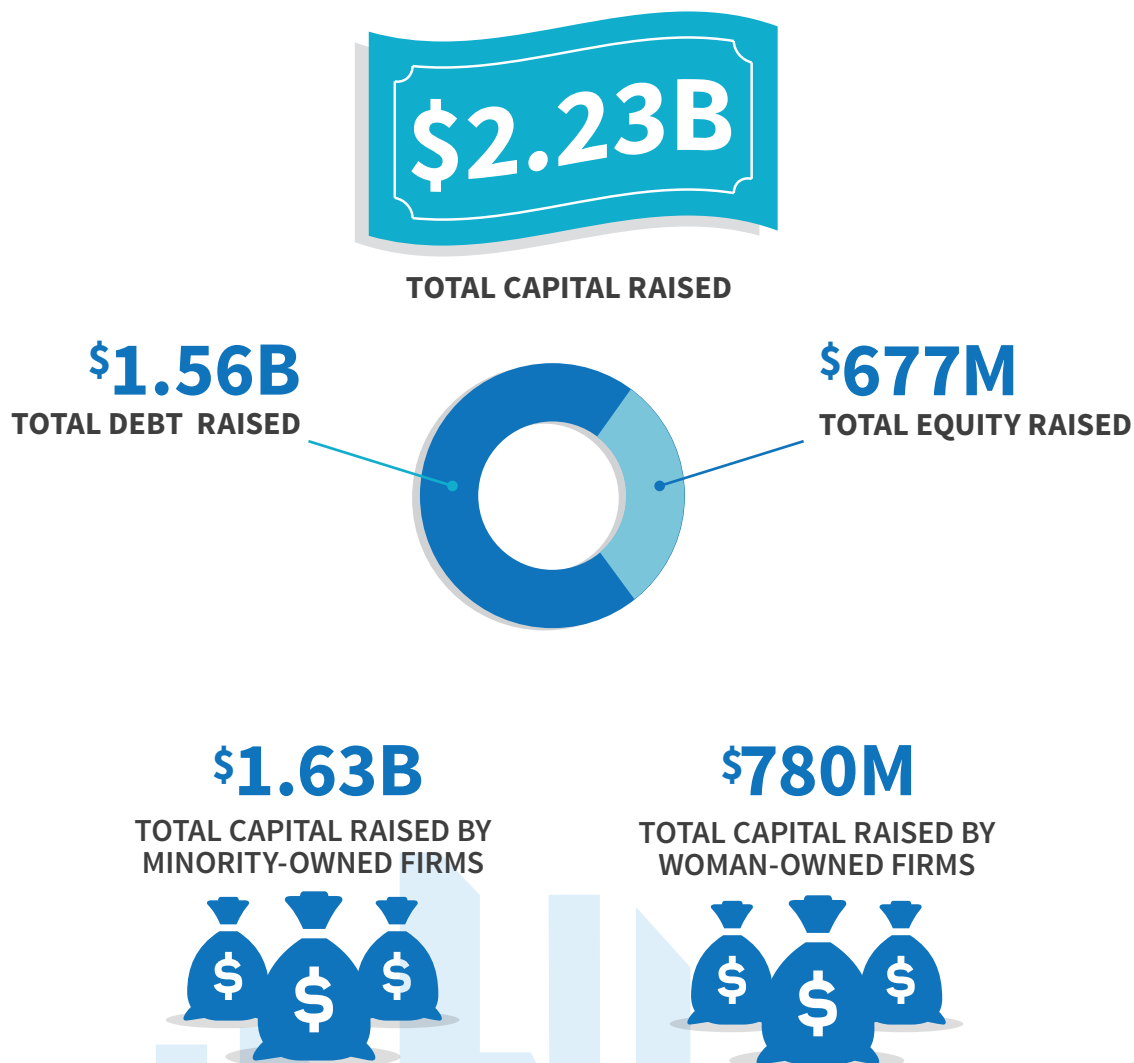 $2.23B
TOTAL CAPITAL RAISED
$1.56B
TOTAL DEBT RAISED
$677M
TOTAL EQUITY RAISED
$1.63B
TOTAL CAPITAL RAISED BY
MINORITY-OWNED FIRMS
$ $ $
$780M
TOTAL CAPITAL RAISED BY
WOMAN-OWNED FIRMS
$ $ $